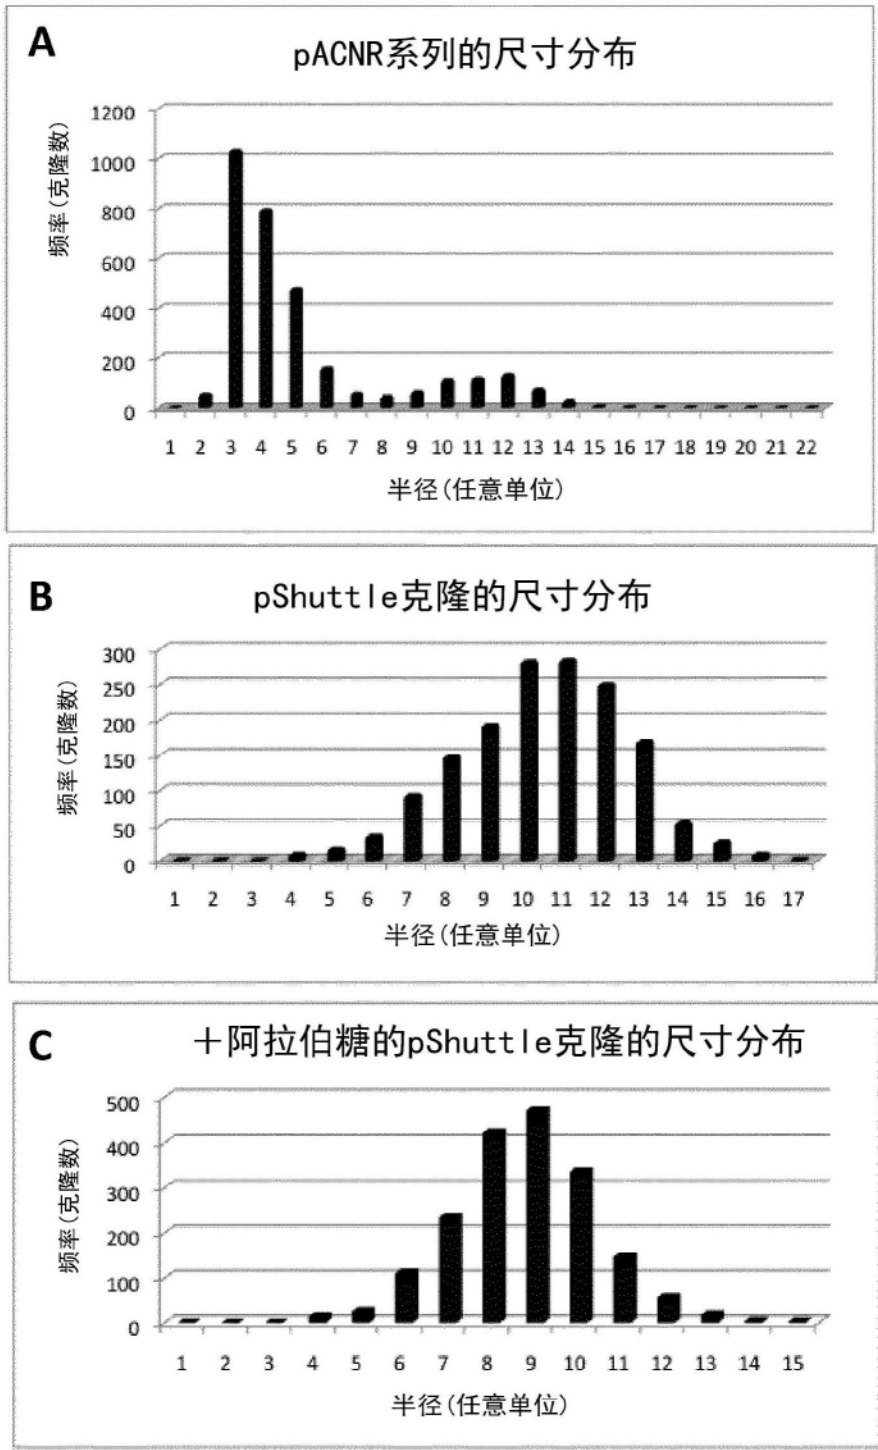 A
pACNR系列的尺寸分布
频率(克隆数)
1200
1000
800
600
400
200
0
1 2 3 4 5 6 7 8 9 10 11 12 13 14 15 16 17 18 19 20 21 22
半径(任意单位)
B
pShuttle克隆的尺寸分布
频率(克隆数)
300
250
200
150
100
50
0
1 2 3 4 5 6 7 8 9 10 11 12 13 14 15 16 17
半径(任意单位)
C
+阿拉伯糖的pShuttle克隆的尺寸分布
频率(克隆数)
500
400
300
200
100
0
1 2 3 4 5 6 7 8 9 10 11 12 13 14 15
半径(任意单位)